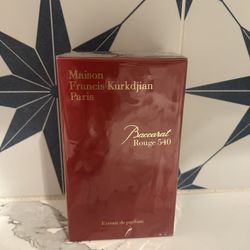 Maison
Francis Kurkdjian
Paris
Baccarat
Rouge 540
Extrait de parfum